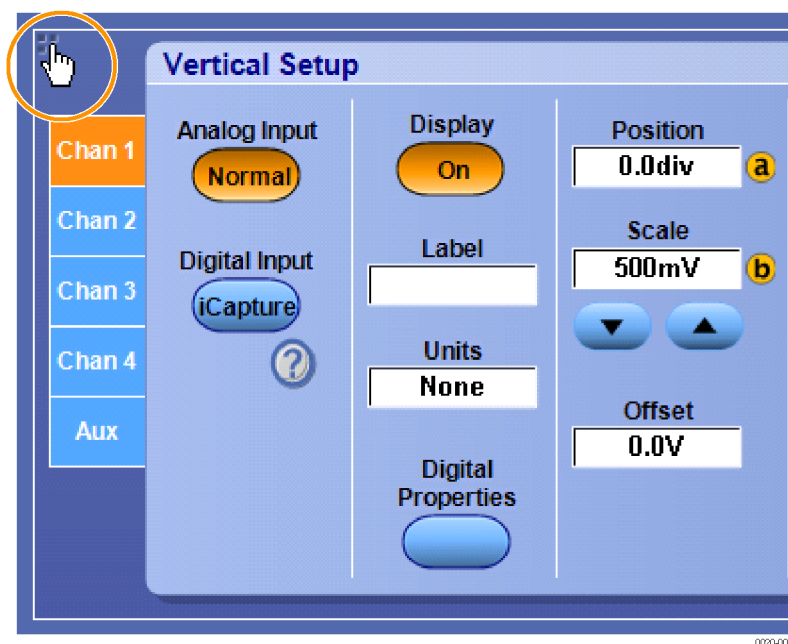 Vertical Setup
Chan 1
Chan 2
Chan 3
Chan 4
Aux
Analog Input
Normal
Digital Input
iCapture
?
Display
On
Label
Units
None
Digital
Properties
Position
0.0div a
Scale
500mV b
Offset
0.0V